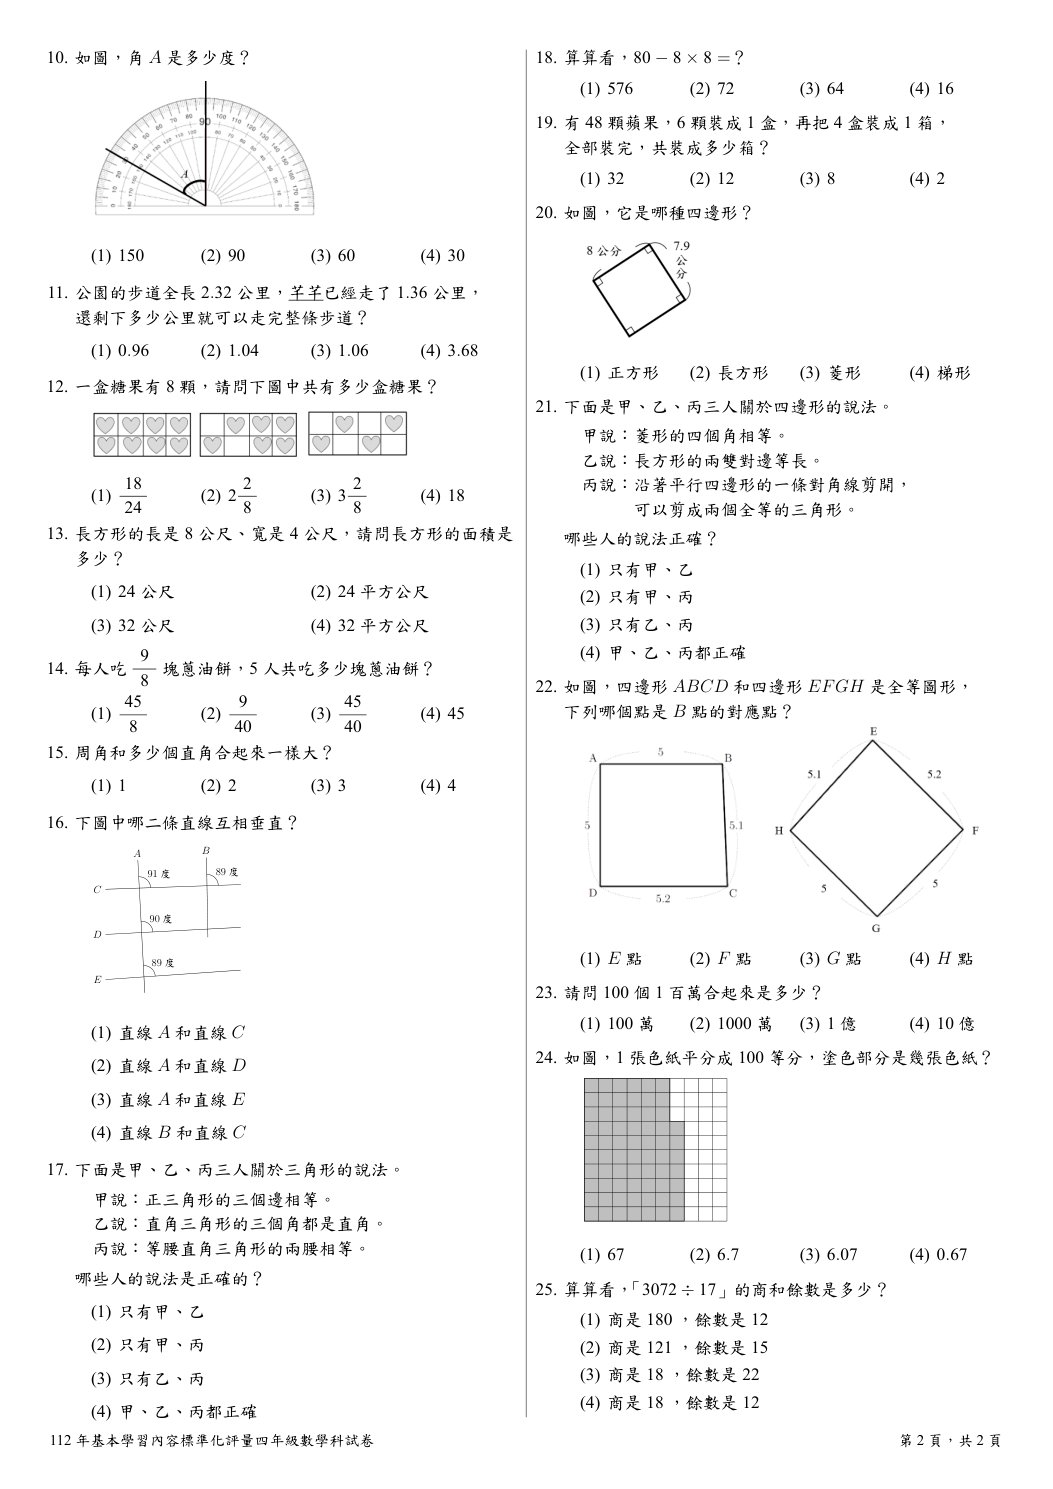 10. 如圖，角 A 是多少度？
A
(1) 150 (2) 90 (3) 60 (4) 30
11. 公園的步道全長 2.32 公里，羊羊已經走了 1.36 公里，
還剩下多少公里就可以走完整條步道？
(1) 0.96 (2) 1.04 (3) 1.06 (4) 3.68
12. 一盒糖果有 8 顆，請問下圖中共有多少盒糖果？
(1) 18/24 (2) 2 2/8 (3) 3 2/8 (4) 18
13. 長方形的長是 8 公尺、寬是 4 公尺，請問長方形的面積是
多少？
(1) 24 公尺 (2) 24 平方公尺
(3) 32 公尺 (4) 32 平方公尺
14. 每人吃 9/8 塊蔥油餅，5 人共吃多少塊蔥油餅？
(1) 45/8 (2) 9/40 (3) 45/40 (4) 45
15. 周角和多少個直角合起來一樣大？
(1) 1 (2) 2 (3) 3 (4) 4
16. 下圖中哪二條直線互相垂直？
A B
C 91 度 89 度
D 90 度
E 89 度
(1) 直線 A 和直線 C
(2) 直線 A 和直線 D
(3) 直線 A 和直線 E
(4) 直線 B 和直線 C
17. 下面是甲、乙、丙三人關於三角形的說法。
甲說：正三角形的三個邊相等。
乙說：直角三角形的三個角都是直角。
丙說：等腰直角三角形的兩腰相等。
哪些人的說法是正確的？
(1) 只有甲、乙
(2) 只有甲、丙
(3) 只有乙、丙
(4) 甲、乙、丙都正確
18. 算算看，80 − 8 × 8 =？
(1) 576 (2) 72 (3) 64 (4) 16
19. 有 48 顆蘋果，6 顆裝成 1 盒，再把 4 盒裝成 1 箱，
全部裝完，共裝成多少箱？
(1) 32 (2) 12 (3) 8 (4) 2
20. 如圖，它是哪種四邊形？
8 公分 7.9 公分
(1) 正方形 (2) 長方形 (3) 菱形 (4) 梯形
21. 下面是甲、乙、丙三人關於四邊形的說法。
甲說：菱形的四個角相等。
乙說：長方形的兩雙對邊等長。
丙說：沿著平行四邊形的一條對角線剪開，
可以剪成兩個全等的三角形。
哪些人的說法正確？
(1) 只有甲、乙
(2) 只有甲、丙
(3) 只有乙、丙
(4) 甲、乙、丙都正確
22. 如圖，四邊形 ABCD 和四邊形 EFGH 是全等圖形，
下列哪個點是 B 點的對應點？
A 5 B
5 5.1
D 5.2 C
E
5.1 5.2
H F
5 5
G
(1) E 點 (2) F 點 (3) G 點 (4) H 點
23. 請問 100 個 1 百萬合起來是多少？
(1) 100 萬 (2) 1000 萬 (3) 1 億 (4) 10 億
24. 如圖，1 張色紙平分成 100 等分，塗色部分是幾張色紙？
(1) 67 (2) 6.7 (3) 6.07 (4) 0.67
25. 算算看，「3072 ÷ 17」的商和餘數是多少？
(1) 商是 180 ，餘數是 12
(2) 商是 121 ，餘數是 15
(3) 商是 18 ，餘數是 22
(4) 商是 18 ，餘數是 12
112 年基本學習內容標準化評量四年級數學科試卷
第 2 頁，共 2 頁